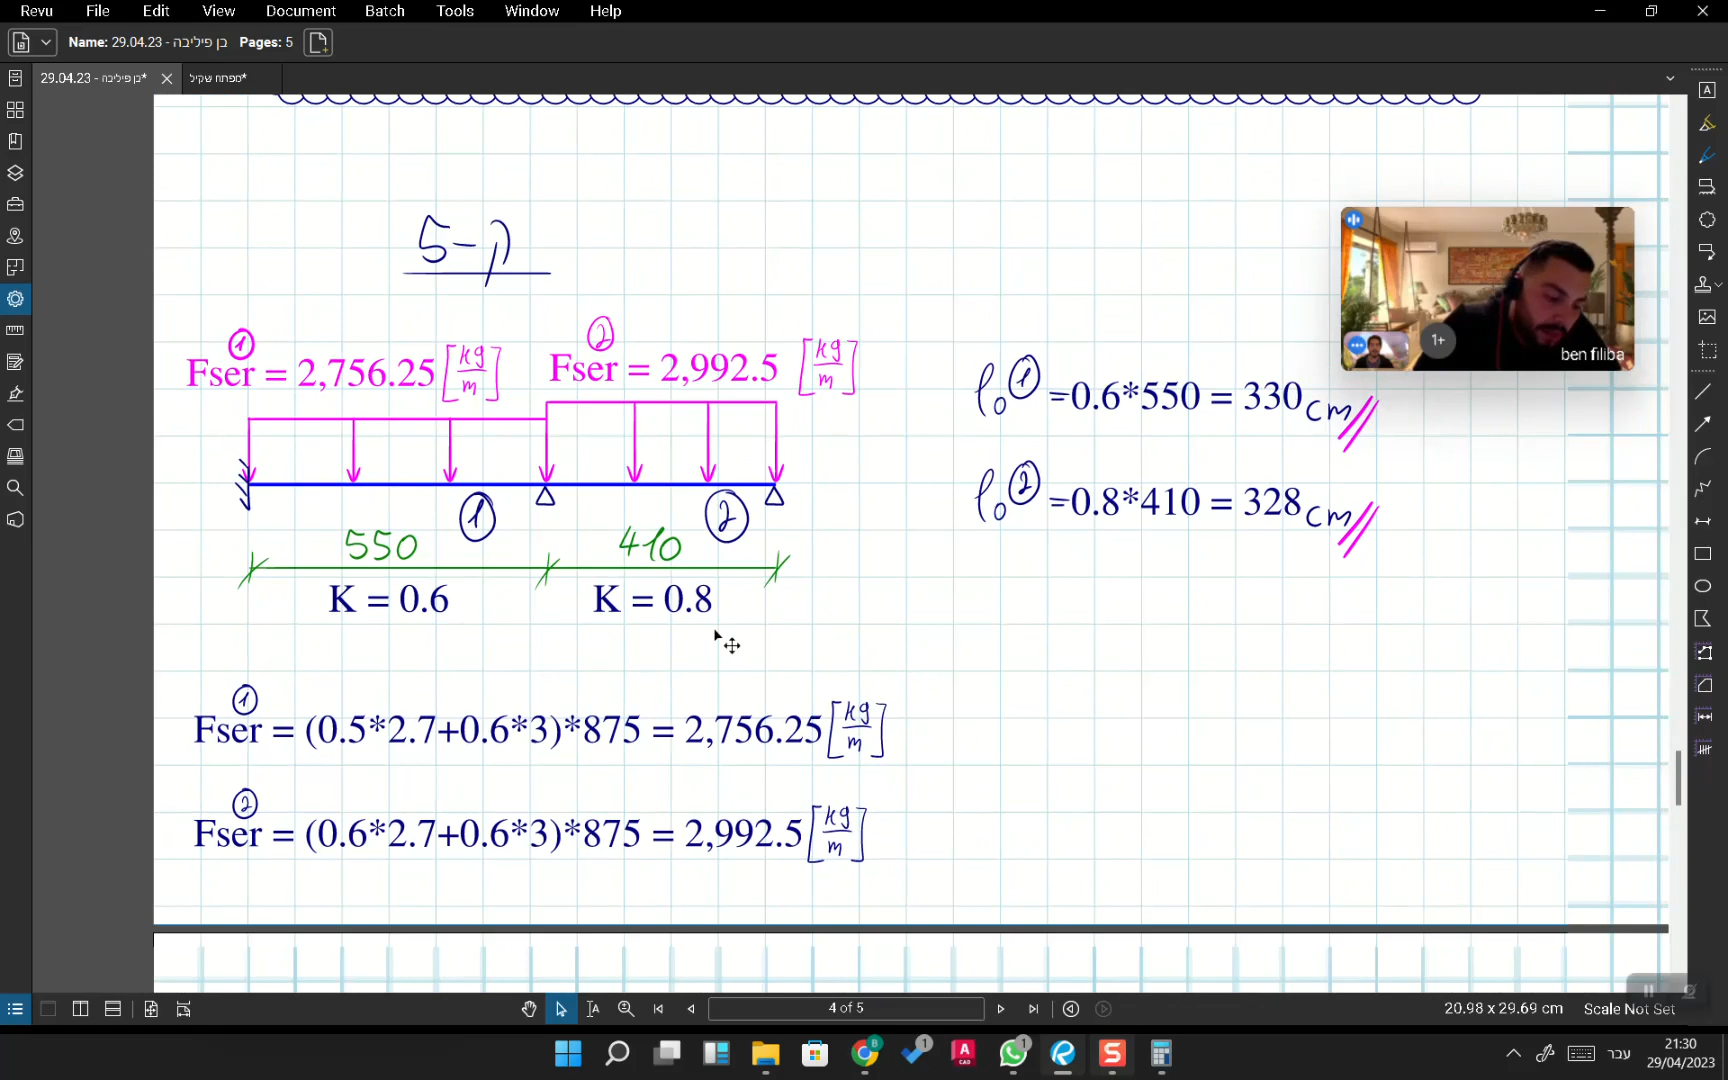 Revu File Edit View Document Batch Tools Window Help
Name: 29.04.23 - בן פיליבה Pages: 5
29.04.23 - בן פיליבה*
מפתח שקיל*
ק-5
① ②
Fser = 2,756.25 [kg/m] Fser = 2,992.5 [kg/m]
① ②
550 410
K = 0.6 K = 0.8
ℓ₀① =0.6*550 = 330 cm
ℓ₀② =0.8*410 = 328 cm
1+
ben filiba
①
Fser = (0.5*2.7+0.6*3)*875 = 2,756.25 [kg/m]
②
Fser = (0.6*2.7+0.6*3)*875 = 2,992.5 [kg/m]
4 of 5
20.98 x 29.69 cm Scale Not Set
עבר
21:30
29/04/2023